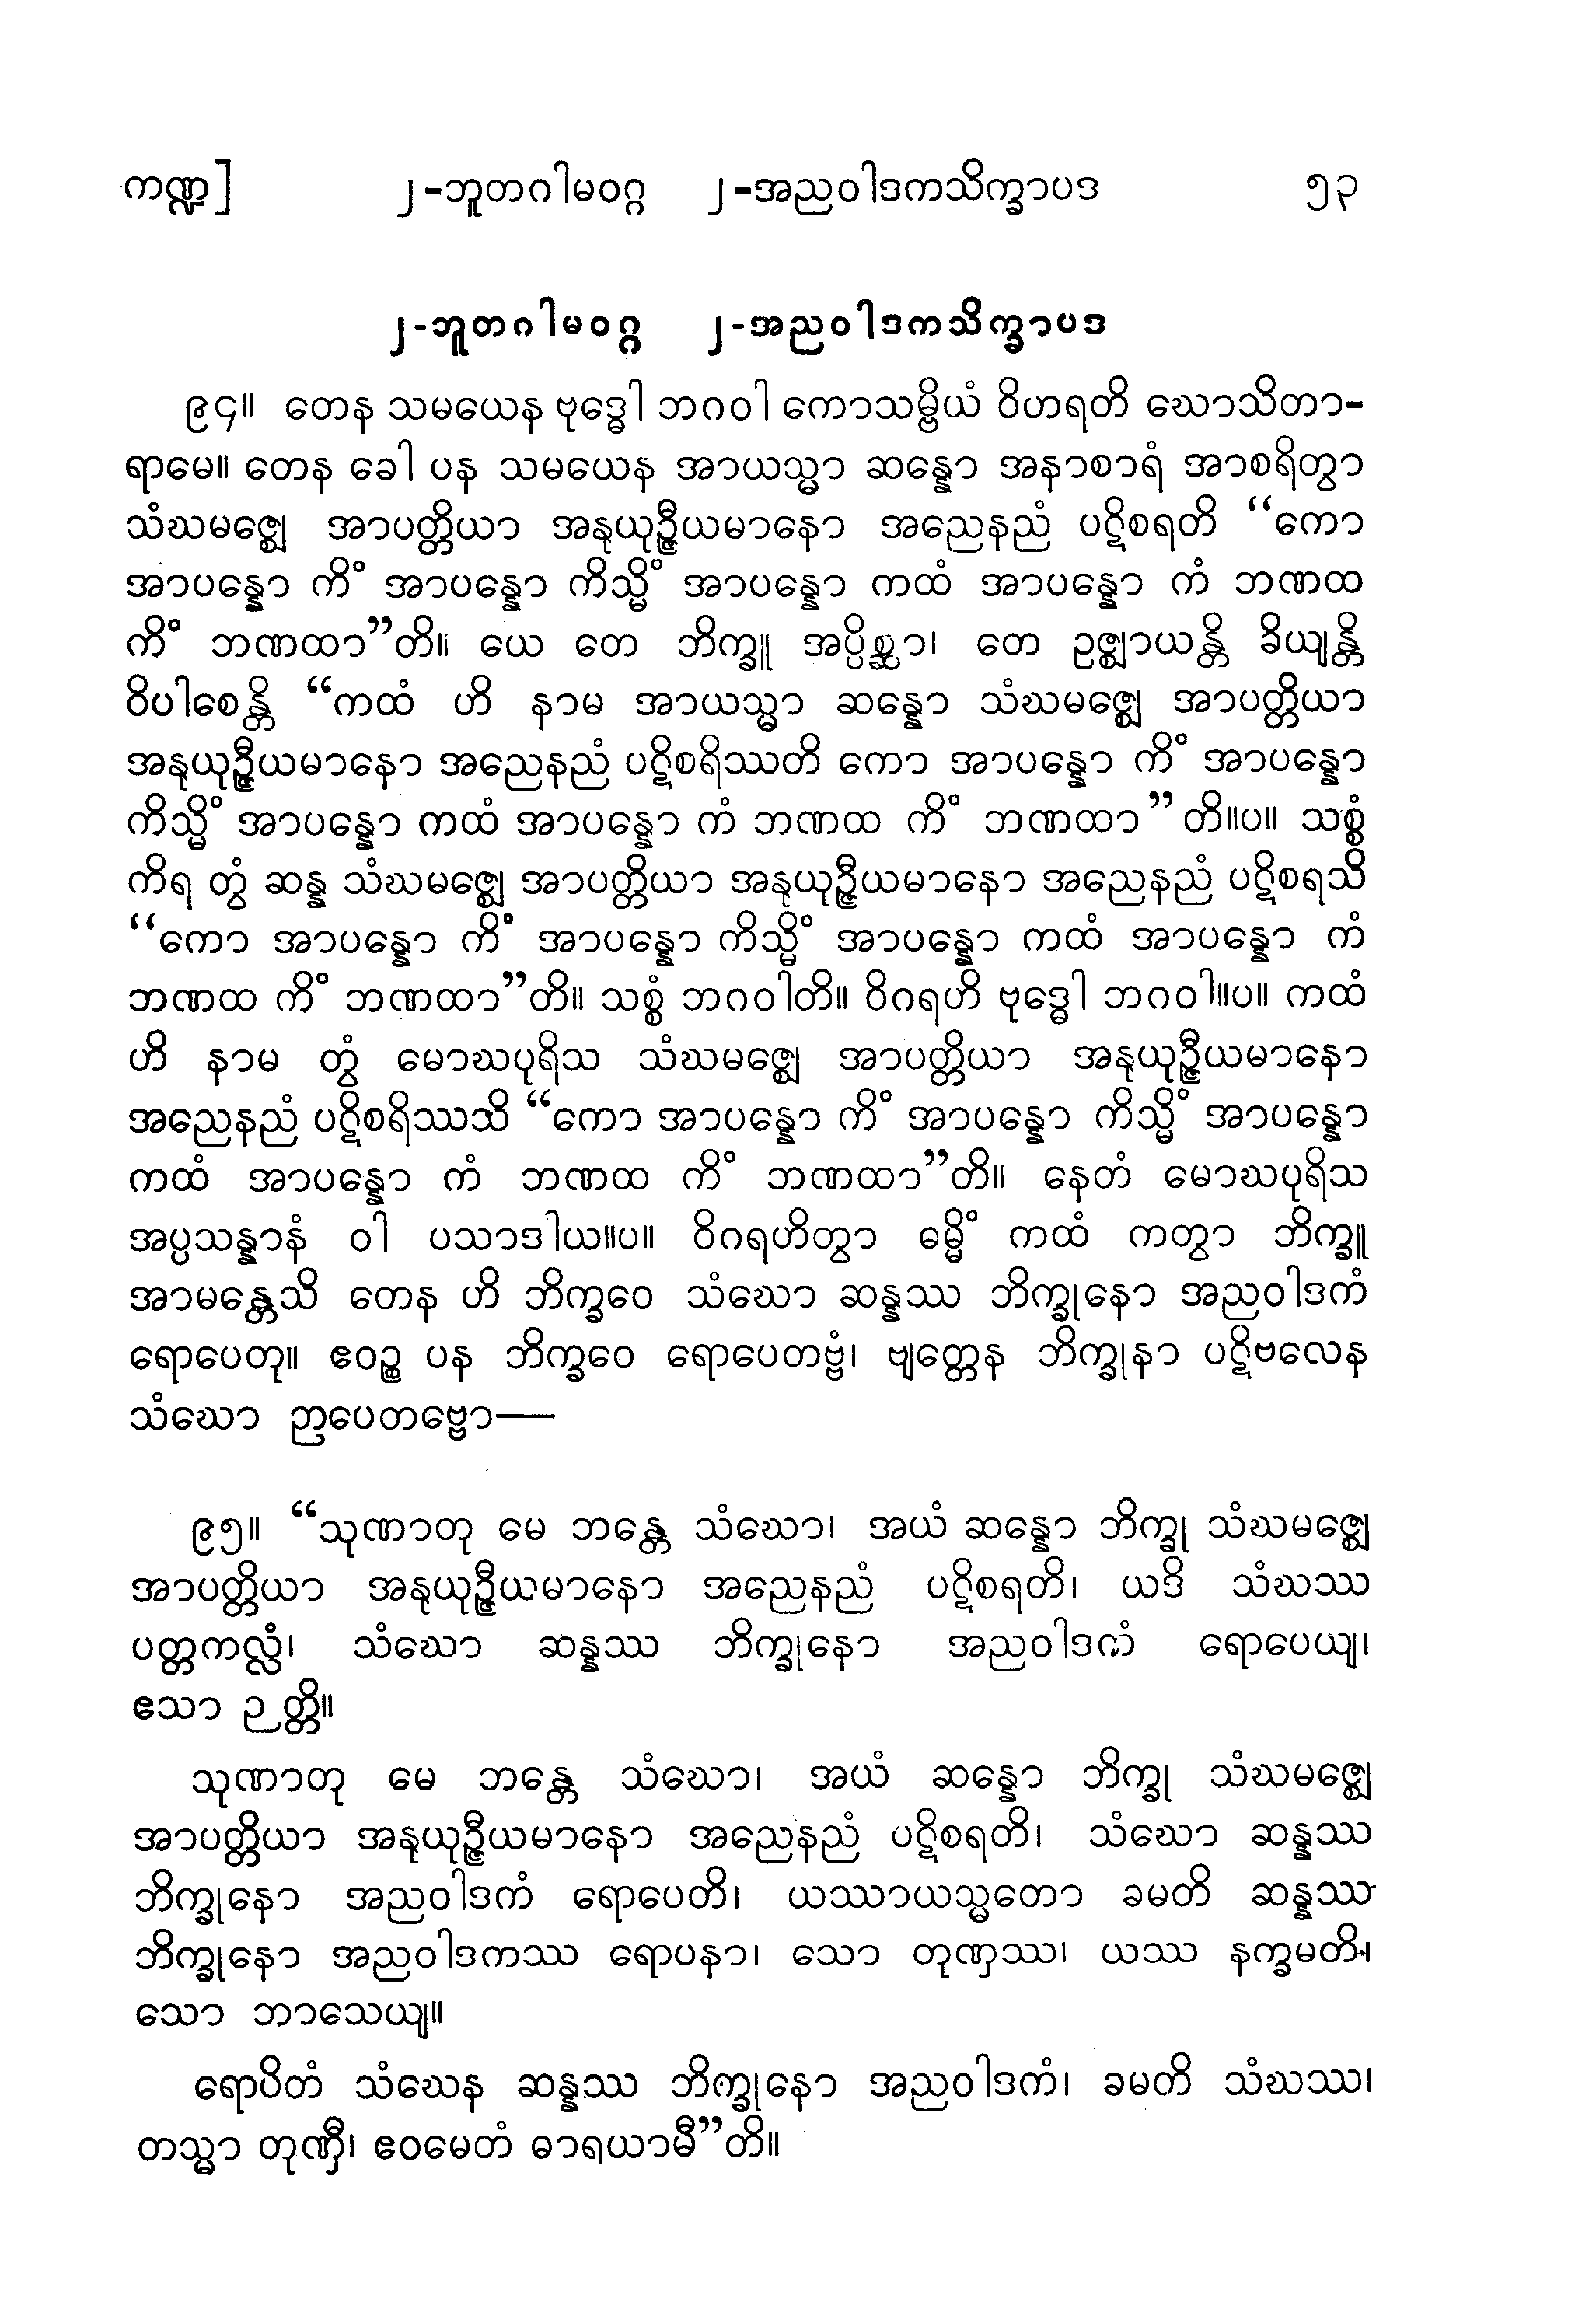 ကဏ္ဍ] ၂-ဘူတဂါမဝဂ္ဂ ၂-အညဝါဒကသိက္ခာပဒ ၅၃
၂-ဘူတဂါမဝဂ္ဂ ၂-အညဝါဒကသိက္ခာပဒ
၉၄။ တေန သမယေန ဗုဒ္ဓေါ ဘဂဝါ ကောသမ္ဗိယံ ဝိဟရတိ ဃောသိတာ-
ရာမေ။ တေန ခေါ ပန သမယေန အာယသ္မာ ဆန္နော အနာစာရံ အာစရိတွာ
သံဃမဇ္ဈေ အာပတ္တိယာ အနုယုဉ္ဇီယမာနော အညေနညံ ပဋိစရတိ “ကော
အာပန္နော ကိံ အာပန္နော ကိသ္မိံ အာပန္နော ကထံ အာပန္နော ကံ ဘဏထ
ကိံ ဘဏထာ”တိ။ ယေ တေ ဘိက္ခူ အပ္ပိစ္ဆာ၊ တေ ဥဇ္ဈာယန္တိ ခိယျန္တိ
ဝိပါစေန္တိ “ကထံ ဟိ နာမ အာယသ္မာ ဆန္နော သံဃမဇ္ဈေ အာပတ္တိယာ
အနုယုဉ္ဇီယမာနော အညေနညံ ပဋိစရိဿတိ ကော အာပန္နော ကိံ အာပန္နော
ကိသ္မိံ အာပန္နော ကထံ အာပန္နော ကံ ဘဏထ ကိံ ဘဏထာ”တိ။ပ။ သစ္စံ
ကိရ တွံ ဆန္န သံဃမဇ္ဈေ အာပတ္တိယာ အနုယုဉ္ဇီယမာနော အညေနညံ ပဋိစရသိ
“ကော အာပန္နော ကိံ အာပန္နော ကိသ္မိံ အာပန္နော ကထံ အာပန္နော ကံ
ဘဏထ ကိံ ဘဏထာ”တိ။ သစ္စံ ဘဂဝါတိ။ ဝိဂရဟိ ဗုဒ္ဓေါ ဘဂဝါ။ပ။ ကထံ
ဟိ နာမ တွံ မောဃပုရိသ သံဃမဇ္ဈေ အာပတ္တိယာ အနုယုဉ္ဇီယမာနော
အညေနညံ ပဋိစရိဿသိ “ကော အာပန္နော ကိံ အာပန္နော ကိသ္မိံ အာပန္နော
ကထံ အာပန္နော ကံ ဘဏထ ကိံ ဘဏထာ”တိ။ နေတံ မောဃပုရိသ
အပ္ပသန္နာနံ ဝါ ပသာဒါယ။ပ။ ဝိဂရဟိတွာ ဓမ္မိံ ကထံ ကတွာ ဘိက္ခူ
အာမန္တေသိ တေန ဟိ ဘိက္ခဝေ သံဃော ဆန္နဿ ဘိက္ခုနော အညဝါဒကံ
ရောပေတု။ ဧဝဉ္စ ပန ဘိက္ခဝေ ရောပေတဗ္ဗံ၊ ဗျတ္တေန ဘိက္ခုနာ ပဋိဗလေန
သံဃော ဉာပေတဗ္ဗော—
၉၅။ “သုဏာတု မေ ဘန္တေ သံဃော၊ အယံ ဆန္နော ဘိက္ခု သံဃမဇ္ဈေ
အာပတ္တိယာ အနုယုဉ္ဇီယမာနော အညေနညံ ပဋိစရတိ၊ ယဒိ သံဃဿ
ပတ္တကလ္လံ၊ သံဃော ဆန္နဿ ဘိက္ခုနော အညဝါဒကံ ရောပေယျ၊
ဧသာ ဉတ္တိ။
သုဏာတု မေ ဘန္တေ သံဃော၊ အယံ ဆန္နော ဘိက္ခု သံဃမဇ္ဈေ
အာပတ္တိယာ အနုယုဉ္ဇီယမာနော အညေနညံ ပဋိစရတိ၊ သံဃော ဆန္နဿ
ဘိက္ခုနော အညဝါဒကံ ရောပေတိ၊ ယဿာယသ္မတော ခမတိ ဆန္နဿ
ဘိက္ခုနော အညဝါဒကဿ ရောပနာ၊ သော တုဏှဿ၊ ယဿ နက္ခမတိ၊
သော ဘာသေယျ။
ရောပိတံ သံဃေန ဆန္နဿ ဘိက္ခုနော အညဝါဒကံ၊ ခမတိ သံဃဿ၊
တသ္မာ တုဏှီ၊ ဧဝမေတံ ဓာရယာမီ”တိ။